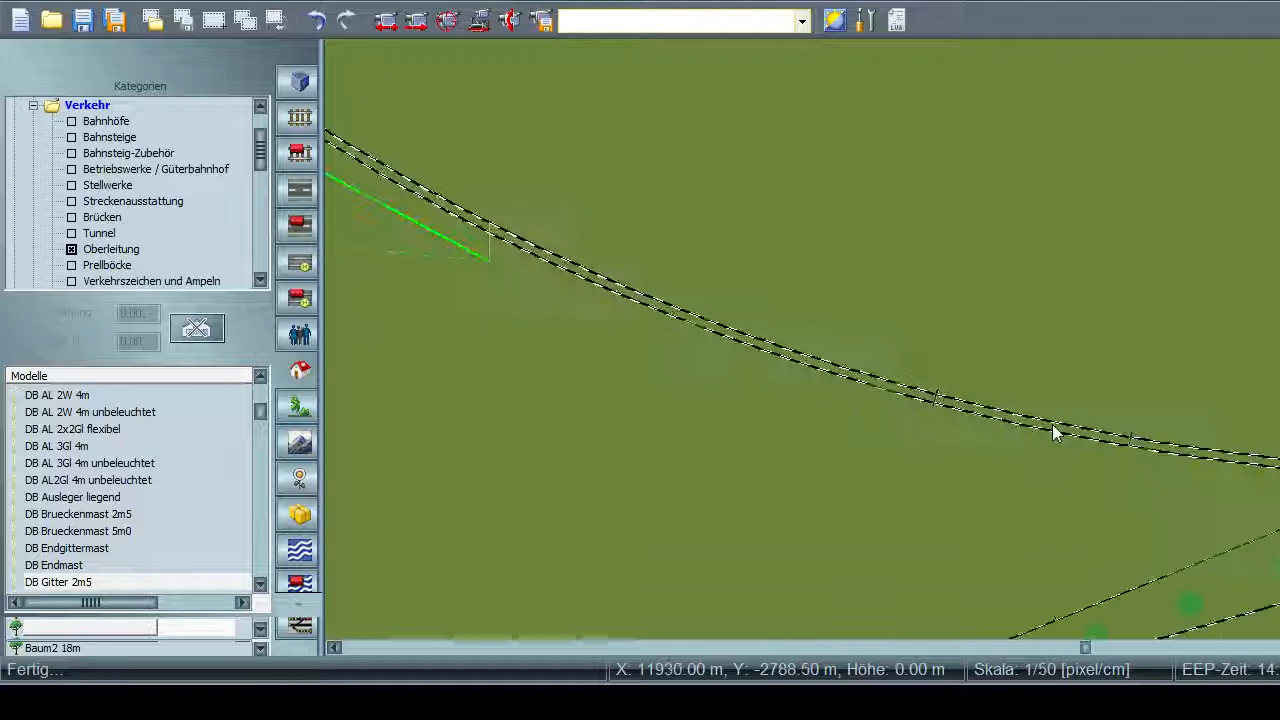 LUA
Kategorien
Verkehr
Bahnhöfe
Bahnsteige
Bahnsteig-Zubehör
Betriebswerke / Güterbahnhof
Stellwerke
Streckenausstattung
Brücken
Tunnel
Oberleitung
Prellböcke
Verkehrszeichen und Ampeln
0.00
0.00
Modelle
DB AL 2W 4m
DB AL 2W 4m unbeleuchtet
DB AL 2x2Gl flexibel
DB AL 3Gl 4m
DB AL 3Gl 4m unbeleuchtet
DB AL2Gl 4m unbeleuchtet
DB Ausleger liegend
DB Brueckenmast 2m5
DB Brueckenmast 5m0
DB Endgittermast
DB Endmast
DB Gitter 2m5
Baum2 18m
Fertig... X: 11930.00 m, Y: -2788.50 m, Höhe: 0.00 m Skala: 1/50 [pixel/cm] EEP-Zeit: 14: